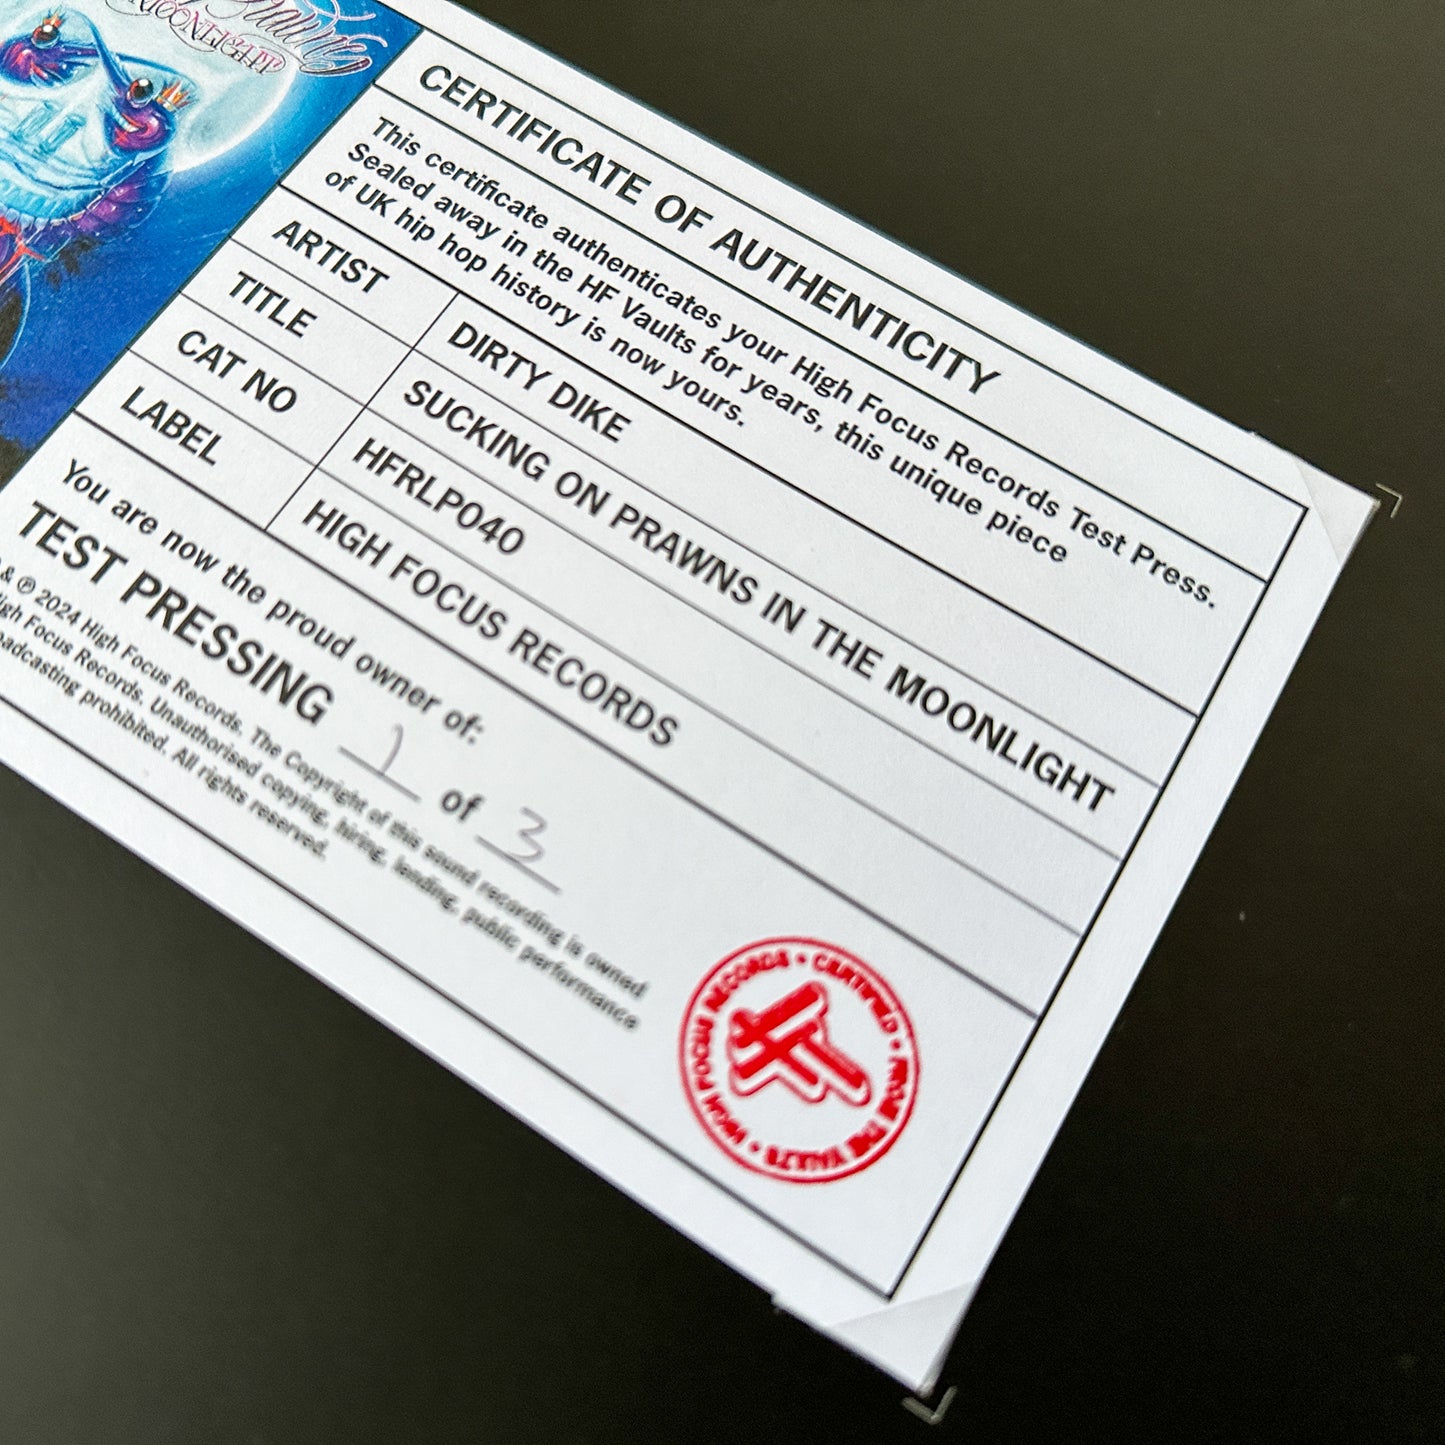 CERTIFICATE OF AUTHENTICITY
This certificate authenticates your High Focus Records Test Press.
Sealed away in the HF Vaults for years, this unique piece
of UK hip hop history is now yours.
ARTIST DIRTY DIKE
TITLE SUCKING ON PRAWNS IN THE MOONLIGHT
CAT NO HFRLP040
LABEL HIGH FOCUS RECORDS
You are now the proud owner of:
TEST PRESSING 1 of 3
& ℗ 2024 High Focus Records. The Copyright of this sound recording is owned
High Focus Records. Unauthorised copying, hiring, lending, public performance
broadcasting prohibited. All rights reserved.
HIGH FOCUS RECORDS • CERTIFIED • FROM THE VAULTS •